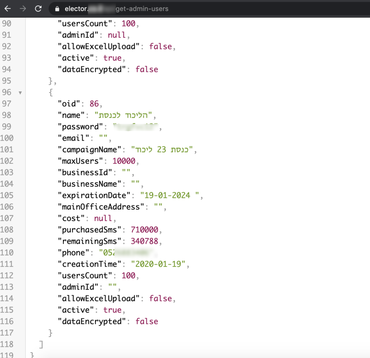 elector. get-admin-users
90 "usersCount": 100,
91 "adminId": null,
92 "allowExcelUpload": false,
93 "active": true,
94 "dataEncrypted": false
95 },
96 {
97 "oid": 86,
98 "name": "הליכוד לכנסת",
99 "password": "",
100 "email": "",
101 "campaignName": "כנסת 23 ליכוד",
102 "maxUsers": 10000,
103 "businessId": "",
104 "businessName": "",
105 "expirationDate": "19-01-2024 ",
106 "mainOfficeAddress": "",
107 "cost": null,
108 "purchasedSms": 710000,
109 "remainingSms": 340788,
110 "phone": "05
111 "creationTime": "2020-01-19",
112 "usersCount": 100,
113 "adminId": "",
114 "allowExcelUpload": false,
115 "active": true,
116 "dataEncrypted": false
117 }
118 ]
119 }